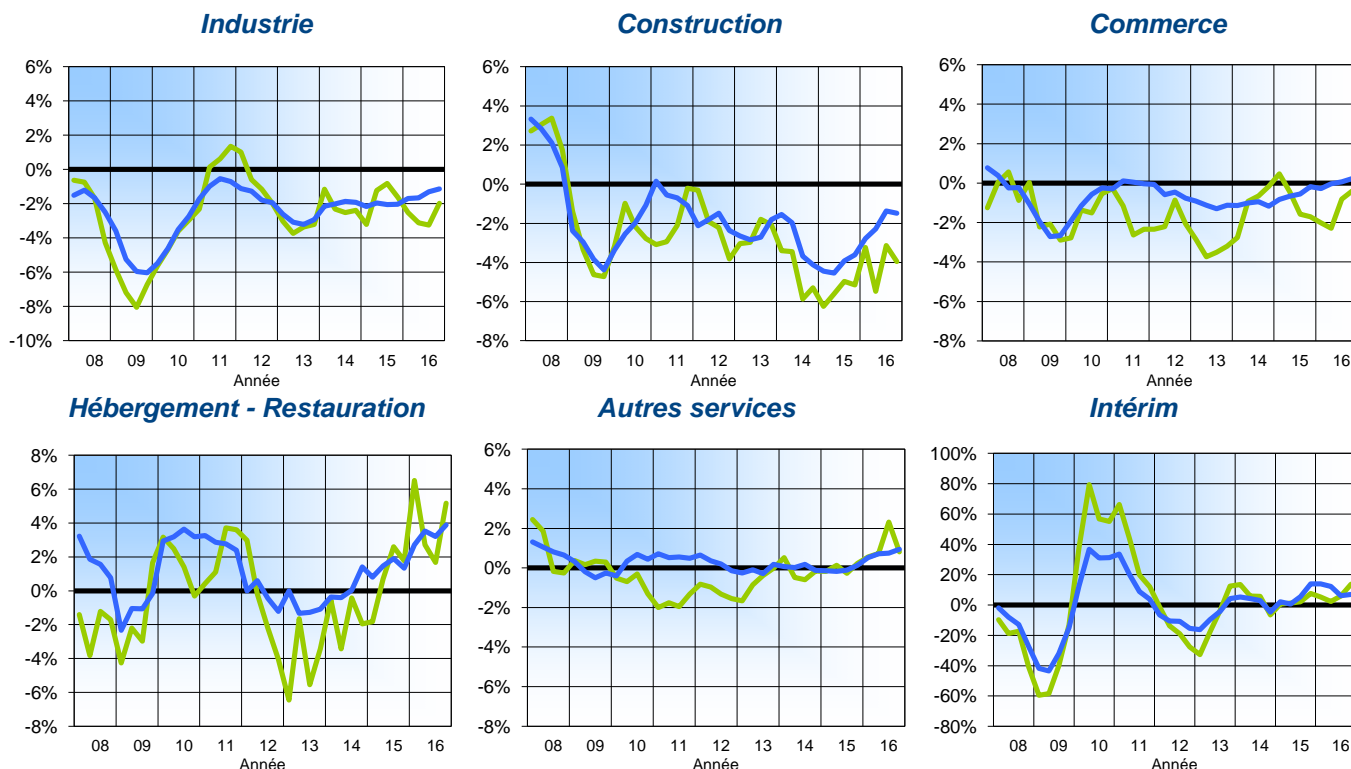 Industrie
Construction
Commerce
6%
4%
2%
0%
-2%
-4%
-6%
-8%
-10%
08 09 10 11 12 13 14 15 16
Année
6%
4%
2%
0%
-2%
-4%
-6%
-8%
08 09 10 11 12 13 14 15 16
Année
6%
4%
2%
0%
-2%
-4%
-6%
-8%
08 09 10 11 12 13 14 15 16
Année
Hébergement - Restauration
Autres services
Intérim
8%
6%
4%
2%
0%
-2%
-4%
-6%
-8%
08 09 10 11 12 13 14 15 16
Année
6%
4%
2%
0%
-2%
-4%
-6%
-8%
08 09 10 11 12 13 14 15 16
Année
100%
80%
60%
40%
20%
0%
-20%
-40%
-60%
-80%
08 09 10 11 12 13 14 15 16
Année